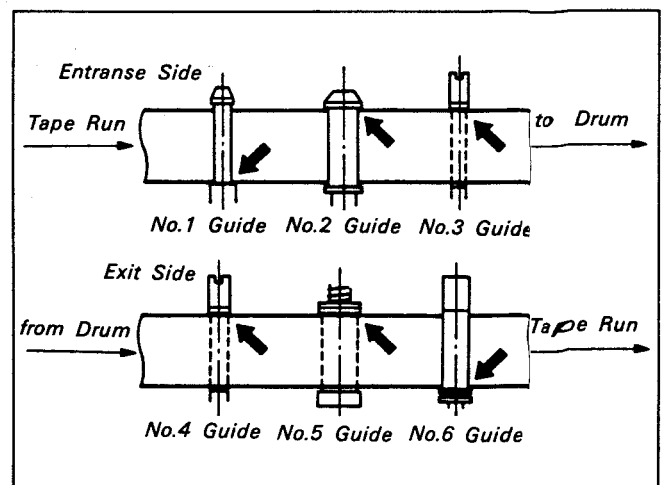 Entranse Side
Tape Run
to Drum
No.1 Guide No.2 Guide No.3 Guide
Exit Side
from Drum
Tape Run
No.4 Guide No.5 Guide No.6 Guide